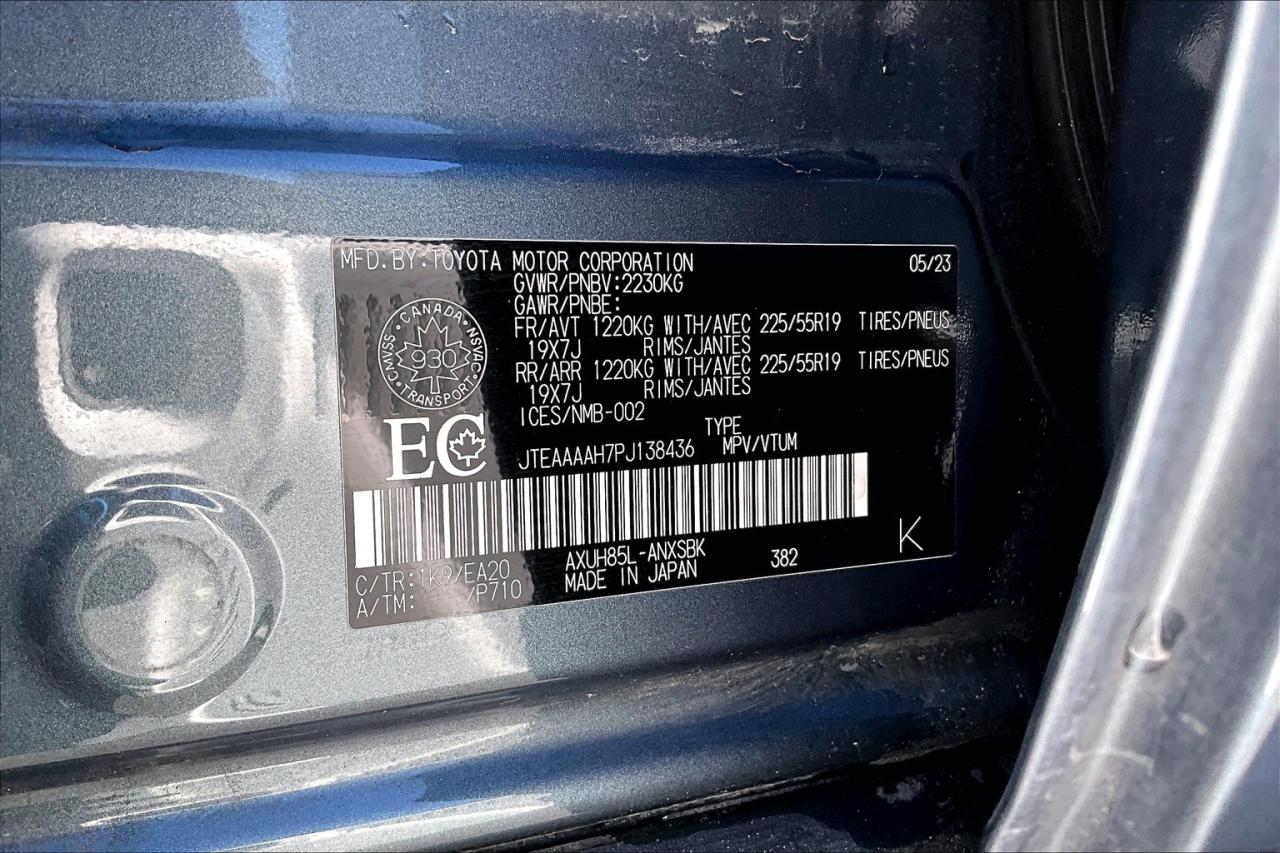 MFD. BY: TOYOTA MOTOR CORPORATION 05/23
GVWR/PNBV: 2230KG
GAWR/PNBE:
FR/AVT 1220KG WITH/AVEC 225/55R19 TIRES/PNEUS
19X7J RIMS/JANTES
RR/ARR 1220KG WITH/AVEC 225/55R19 TIRES/PNEUS
19X7J RIMS/JANTES
ICES/NMB-002
CANADA
CMVSS 930 NSVAC
TRANSPORT
EC
TYPE
JTEAAAAH7PJ138436 MPV/VTUM
C/TR: 1K9/EA20 AXUH85L-ANXSBK 382 K
A/TM: /P710 MADE IN JAPAN